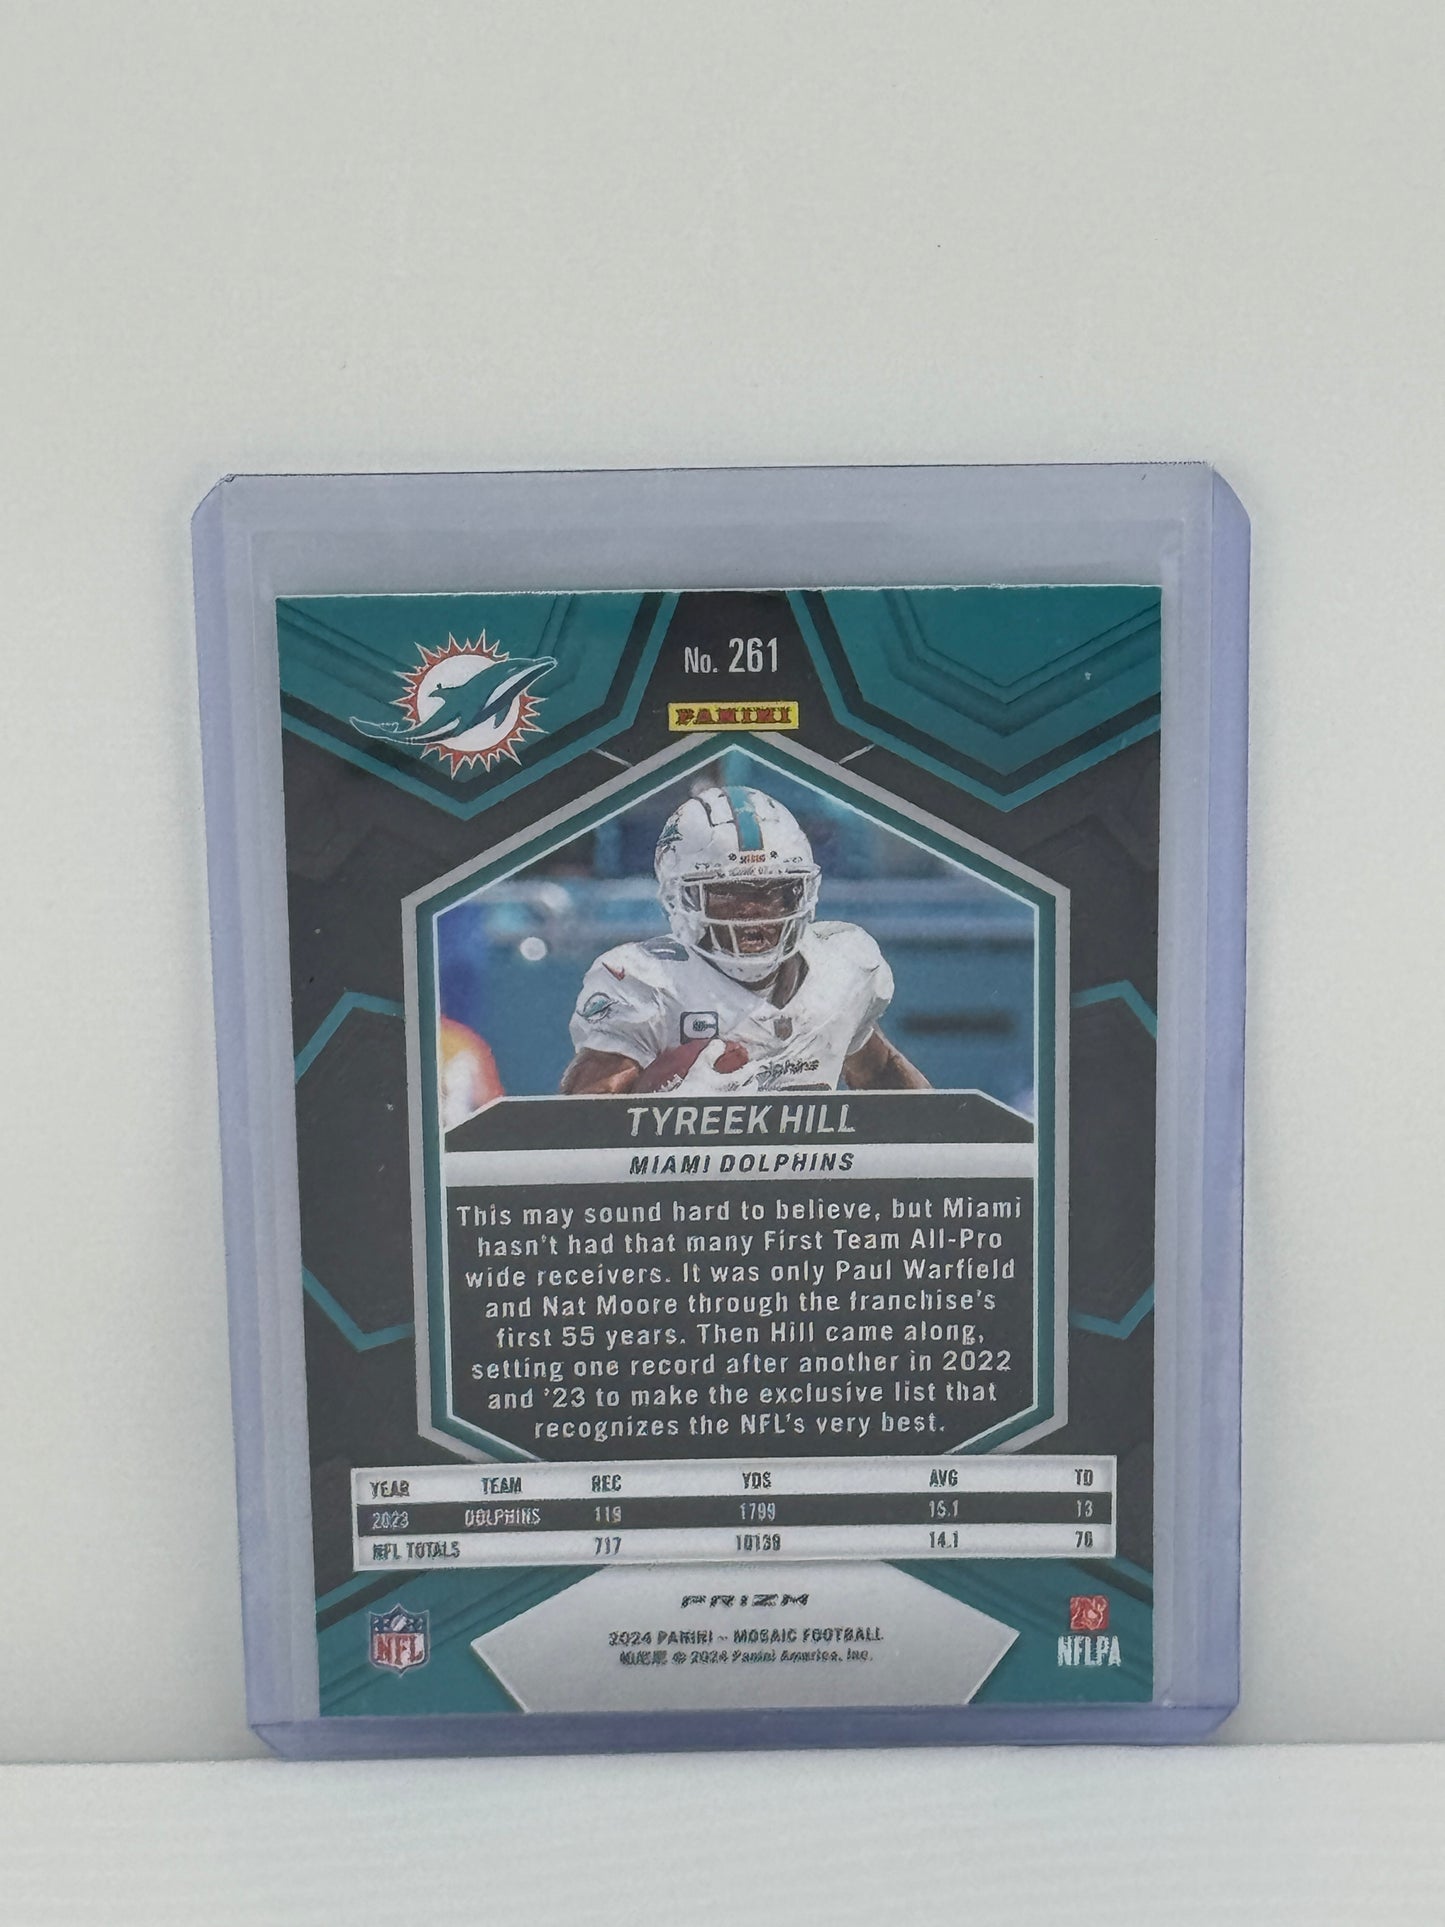 No. 261
PANINI
TYREEK HILL
MIAMI DOLPHINS
This may sound hard to believe, but Miami
hasn't had that many First Team All-Pro
wide receivers. It was only Paul Warfield
and Nat Moore through the franchise's
first 55 years. Then Hill came along,
setting one record after another in 2022
and '23 to make the exclusive list that
recognizes the NFL's very best.
YEAR TEAM REC YDS AVG TD
2023 DOLPHINS 119 1799 15.1 13
NFL TOTALS 717 10139 14.1 76
PRIZM
2024 PANINI - MOSAIC FOOTBALL
© 2024 Panini America, Inc.
NFL
NFLPA